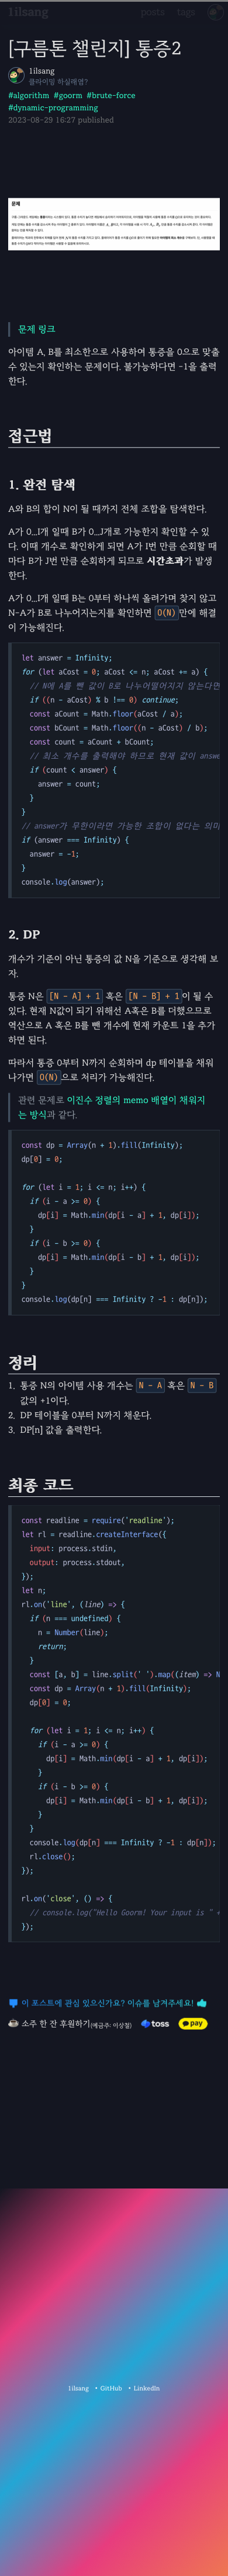 1ilsang
posts tags
[구름톤 챌린지] 통증2
1ilsang
클라이밍 하실래염?
#algorithm #goorm #brute-force
#dynamic-programming
2023-08-29 16:27 published
문제
문제 링크
아이템 A, B를 최소한으로 사용하여 통증을 0으로 맞출
수 있는지 확인하는 문제이다. 불가능하다면 -1을 출력
한다.
접근법
1. 완전 탐색
A와 B의 합이 N이 될 때까지 전체 조합을 탐색한다.
A가 0...I개 일때 B가 0...J개로 가능한지 확인할 수 있
다. 이때 개수로 확인하게 되면 A가 I번 만큼 순회할 때
마다 B가 J번 만큼 순회하게 되므로 시간초과가 발생
한다.
A가 0...I개 일때 B는 0부터 하나씩 올려가며 찾지 않고
N-A가 B로 나누어지는지를 확인하면 O(N) 만에 해결
이 가능해진다.
let answer = Infinity;
for (let aCost = 0; aCost <= n; aCost += a) {
// N에 A를 뺀 값이 B로 나누어떨어지지 않는다면
if ((n - aCost) % b !== 0) continue;
const aCount = Math.floor(aCost / a);
const bCount = Math.floor((n - aCost) / b);
const count = aCount + bCount;
// 최소 개수를 출력해야 하므로 현재 값이 answe
if (count < answer) {
answer = count;
}
}
// answer가 무한이라면 가능한 조합이 없다는 의미
if (answer === Infinity) {
answer = -1;
}
console.log(answer);
2. DP
개수가 기준이 아닌 통증의 값 N을 기준으로 생각해 보
자.
통증 N은 [N - A] + 1 혹은 [N - B] + 1 이 될 수
있다. 현재 N값이 되기 위해선 A혹은 B를 더했으므로
역산으로 A 혹은 B를 뺀 개수에 현재 카운트 1을 추가
하면 된다.
따라서 통증 0부터 N까지 순회하며 dp 테이블을 채워
나가면 O(N) 으로 처리가 가능해진다.
관련 문제로 이진수 정렬의 memo 배열이 채워지
는 방식과 같다.
const dp = Array(n + 1).fill(Infinity);
dp[0] = 0;
for (let i = 1; i <= n; i++) {
if (i - a >= 0) {
dp[i] = Math.min(dp[i - a] + 1, dp[i]);
}
if (i - b >= 0) {
dp[i] = Math.min(dp[i - b] + 1, dp[i]);
}
}
console.log(dp[n] === Infinity ? -1 : dp[n]);
정리
1. 통증 N의 아이템 사용 개수는 N - A 혹은 N - B
값의 +1이다.
2. DP 테이블을 0부터 N까지 채운다.
3. DP[n] 값을 출력한다.
최종 코드
const readline = require('readline');
let rl = readline.createInterface({
input: process.stdin,
output: process.stdout,
});
let n;
rl.on('line', (line) => {
if (n === undefined) {
n = Number(line);
return;
}
const [a, b] = line.split(' ').map((item) => N
const dp = Array(n + 1).fill(Infinity);
dp[0] = 0;
for (let i = 1; i <= n; i++) {
if (i - a >= 0) {
dp[i] = Math.min(dp[i - a] + 1, dp[i]);
}
if (i - b >= 0) {
dp[i] = Math.min(dp[i - b] + 1, dp[i]);
}
}
console.log(dp[n] === Infinity ? -1 : dp[n]);
rl.close();
});
rl.on('close', () => {
// console.log("Hello Goorm! Your input is " +
});
이 포스트에 관심 있으신가요? 이슈를 남겨주세요!
소주 한 잔 후원하기(예금주: 이상철) toss pay
1ilsang • GitHub • LinkedIn